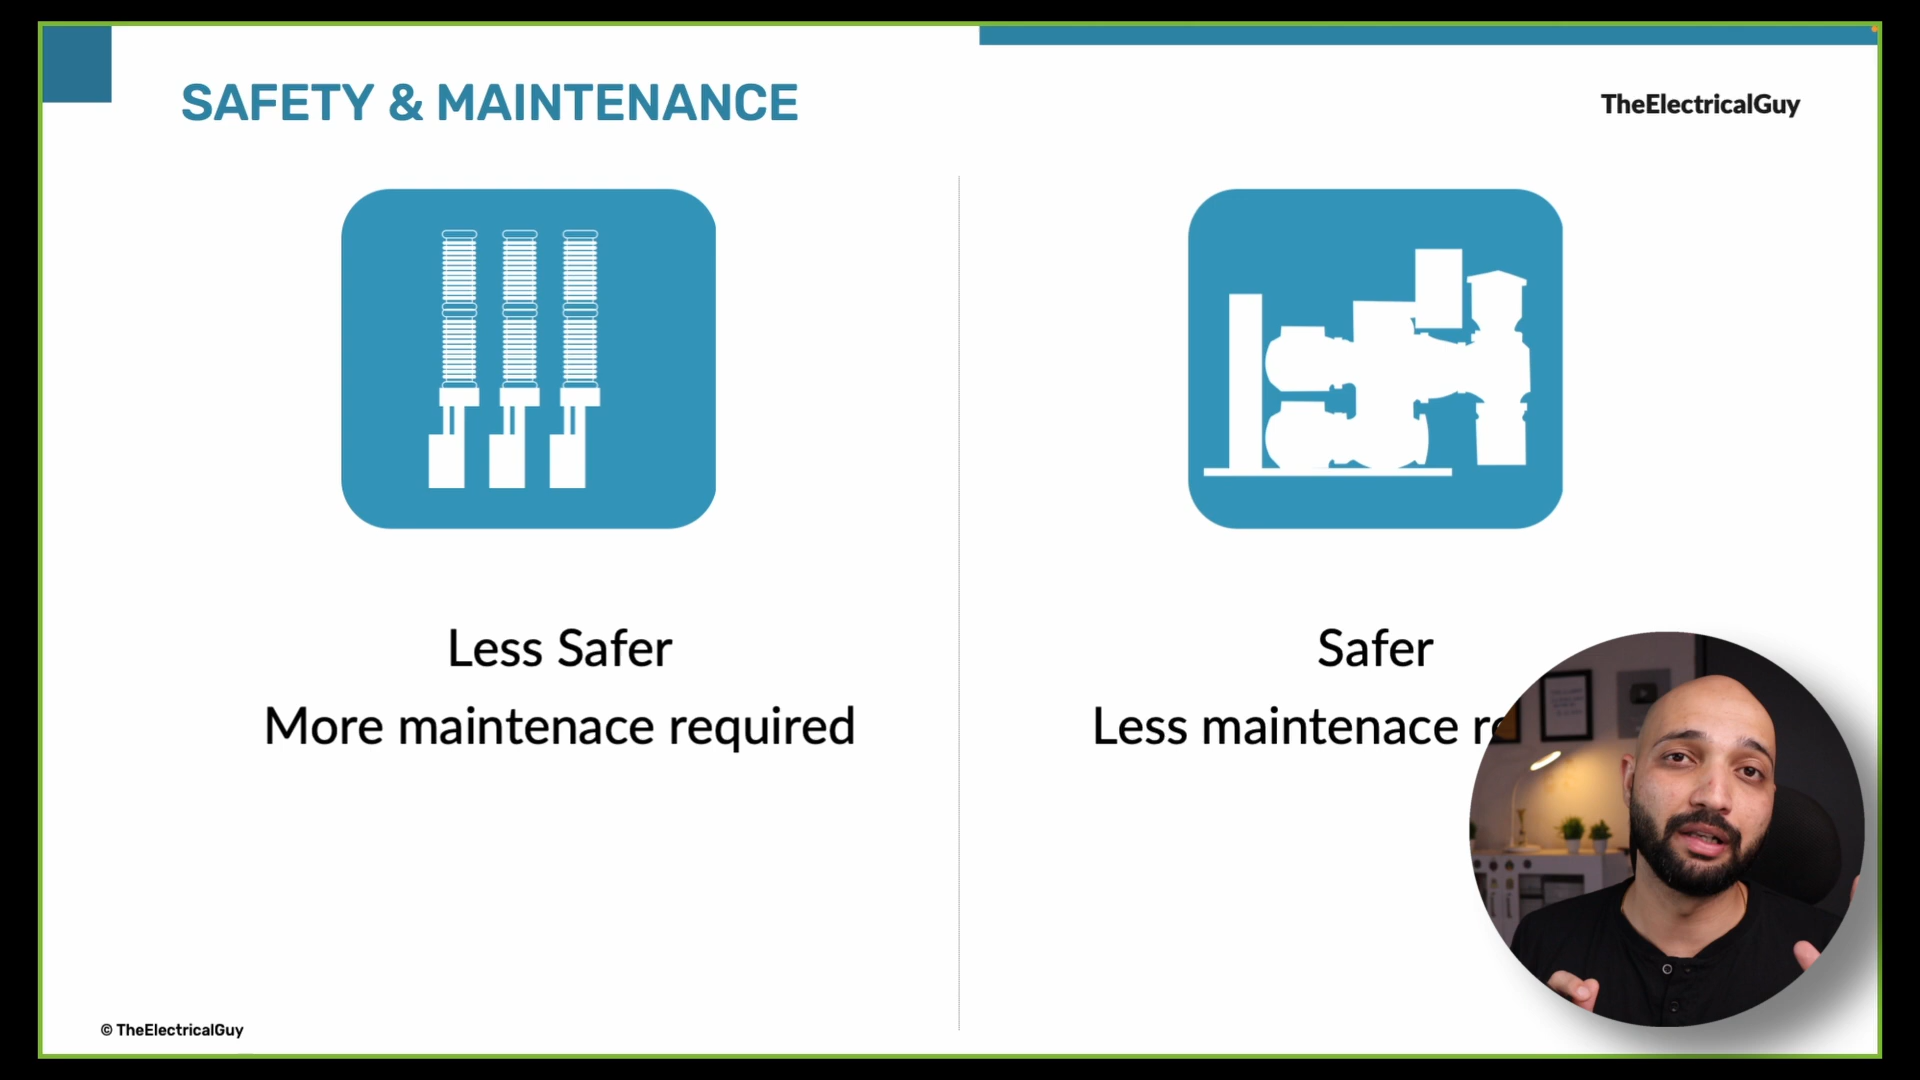 SAFETY & MAINTENANCE
TheElectricalGuy
Less Safer
More maintenace required
Safer
Less maintenace
© TheElectricalGuy